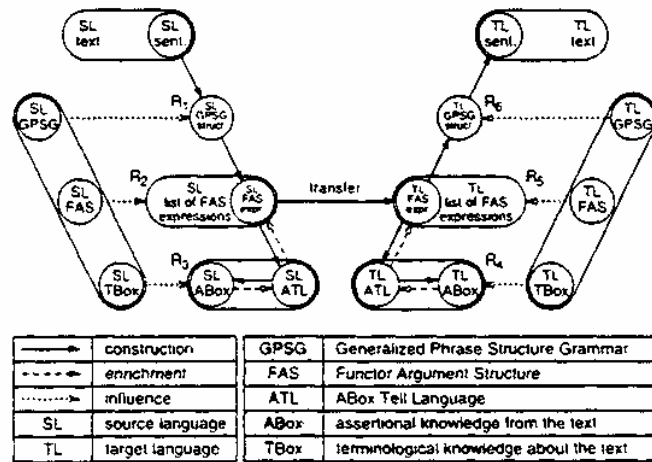 SL text
SL sent.
TL sent.
TL text
SL GPSG
R1
SL GPSG struct
TL GPSG struct
R6
TL GPSG
SL FAS
R2
SL list of FAS expressions
SL FAS expr
transfer
TL FAS expr
TL list of FAS expressions
R5
TL FAS
SL TBox
R3
SL ABox
SL ATL
TL ATL
TL ABox
R4
TL TBox
construction
GPSG Generalized Phrase Structure Grammar
enrichment
FAS Functor Argument Structure
influence
ATL ABox Tell Language
SL source language
ABox assertional knowledge from the text
TL target language
TBox terminological knowledge about the text